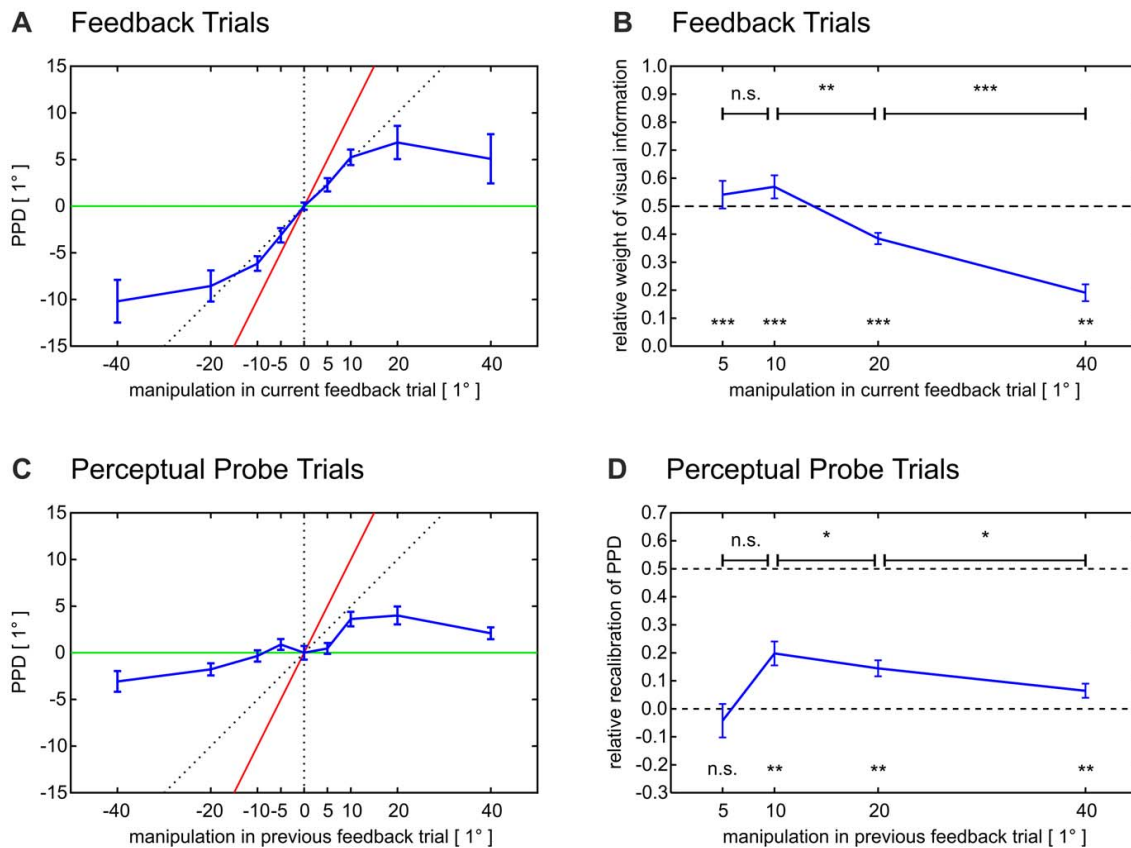 A Feedback Trials
15
10
5
0
-5
-10
-15
PPD [ 1° ]
-40 -20 -10 -5 0 5 10 20 40
manipulation in current feedback trial [ 1° ]
B Feedback Trials
1.0
0.9
0.8
0.7
0.6
0.5
0.4
0.3
0.2
0.1
0.0
relative weight of visual information
n.s. ** ***
*** *** *** **
5 10 20 40
manipulation in current feedback trial [ 1° ]
C Perceptual Probe Trials
15
10
5
0
-5
-10
-15
PPD [ 1° ]
-40 -20 -10 -5 0 5 10 20 40
manipulation in previous feedback trial [ 1° ]
D Perceptual Probe Trials
0.7
0.6
0.5
0.4
0.3
0.2
0.1
0.0
-0.1
-0.2
-0.3
relative recalibration of PPD
n.s. * *
n.s. ** ** **
5 10 20 40
manipulation in previous feedback trial [ 1° ]